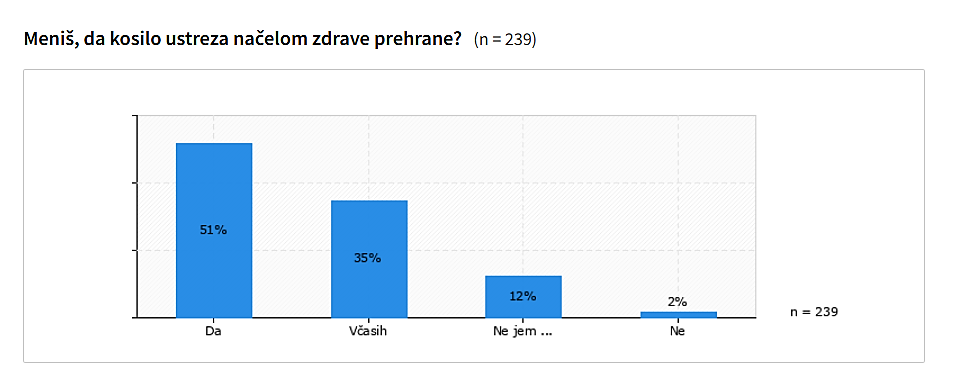 Meniš, da kosilo ustreza načelom zdrave prehrane? (n = 239)
51%
35%
12%
2%
n = 239
Da Včasih Ne jem ... Ne